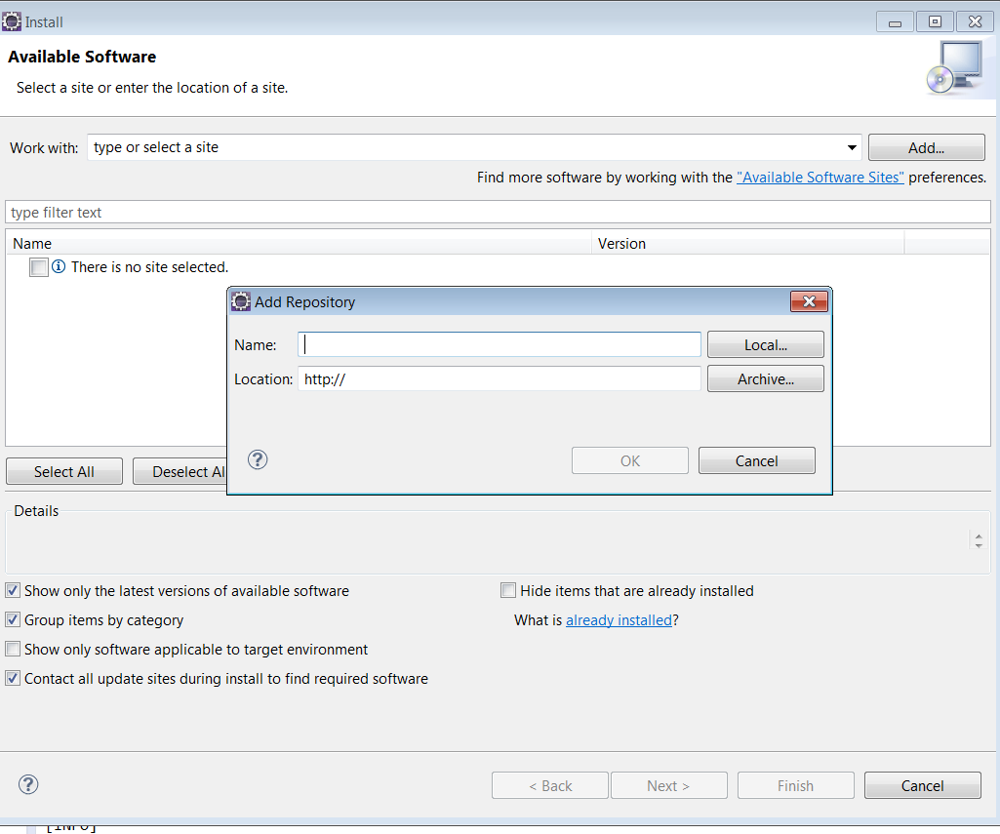 Install
Available Software
Select a site or enter the location of a site.
Work with: type or select a site Add...
Find more software by working with the "Available Software Sites" preferences.
type filter text
Name Version
There is no site selected.
Add Repository
Name: Local...
Location: http:// Archive...
OK Cancel
Select All Deselect Al
Details
Show only the latest versions of available software Hide items that are already installed
Group items by category What is already installed?
Show only software applicable to target environment
Contact all update sites during install to find required software
< Back Next > Finish Cancel
[INFO]